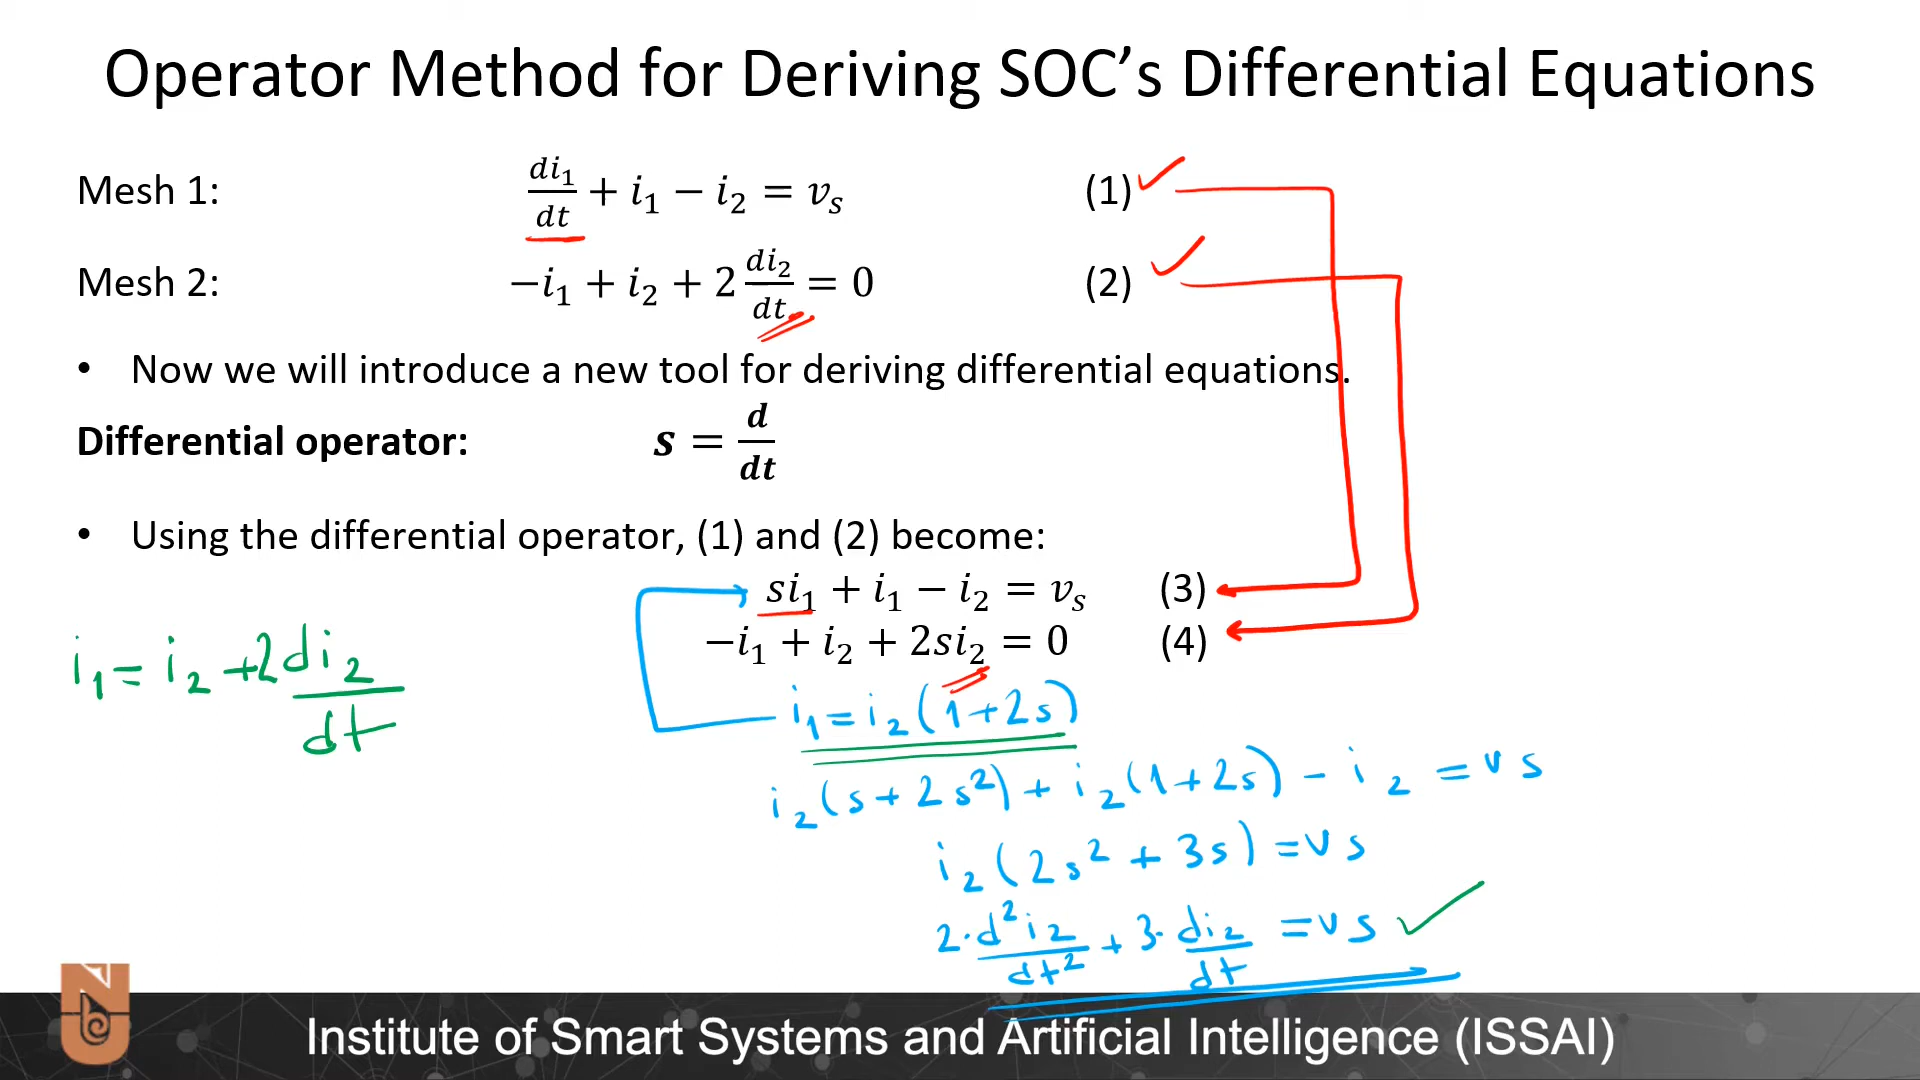 Operator Method for Deriving SOC’s Differential Equations
Mesh 1: di₁/dt + i₁ − i₂ = vₛ (1)
Mesh 2: −i₁ + i₂ + 2 di₂/dt = 0 (2)
• Now we will introduce a new tool for deriving differential equations.
Differential operator: s = d/dt
• Using the differential operator, (1) and (2) become:
si₁ + i₁ − i₂ = vₛ (3)
−i₁ + i₂ + 2si₂ = 0 (4)
i₁ = i₂ + 2di₂/dt
i₁ = i₂ (1+2s)
i₂ (s + 2s²) + i₂ (1+2s) − i₂ = vs
i₂ (2s² + 3s) = vs
2·d²i₂/dt² + 3·di₂/dt = vs
Institute of Smart Systems and Artificial Intelligence (ISSAI)